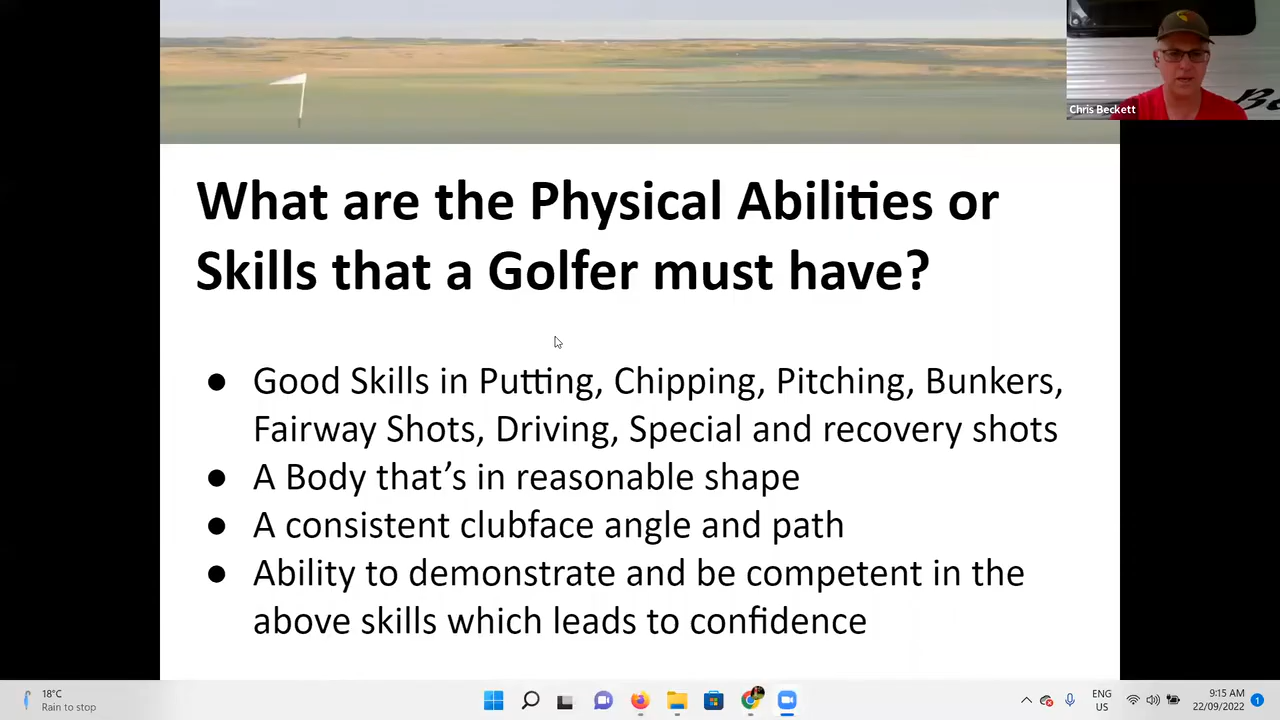 Chris Beckett
What are the Physical Abilities or
Skills that a Golfer must have?
● Good Skills in Putting, Chipping, Pitching, Bunkers,
Fairway Shots, Driving, Special and recovery shots
● A Body that's in reasonable shape
● A consistent clubface angle and path
● Ability to demonstrate and be competent in the
above skills which leads to confidence
18°C
Rain to stop
ENG
US
9:15 AM
22/09/2022
1